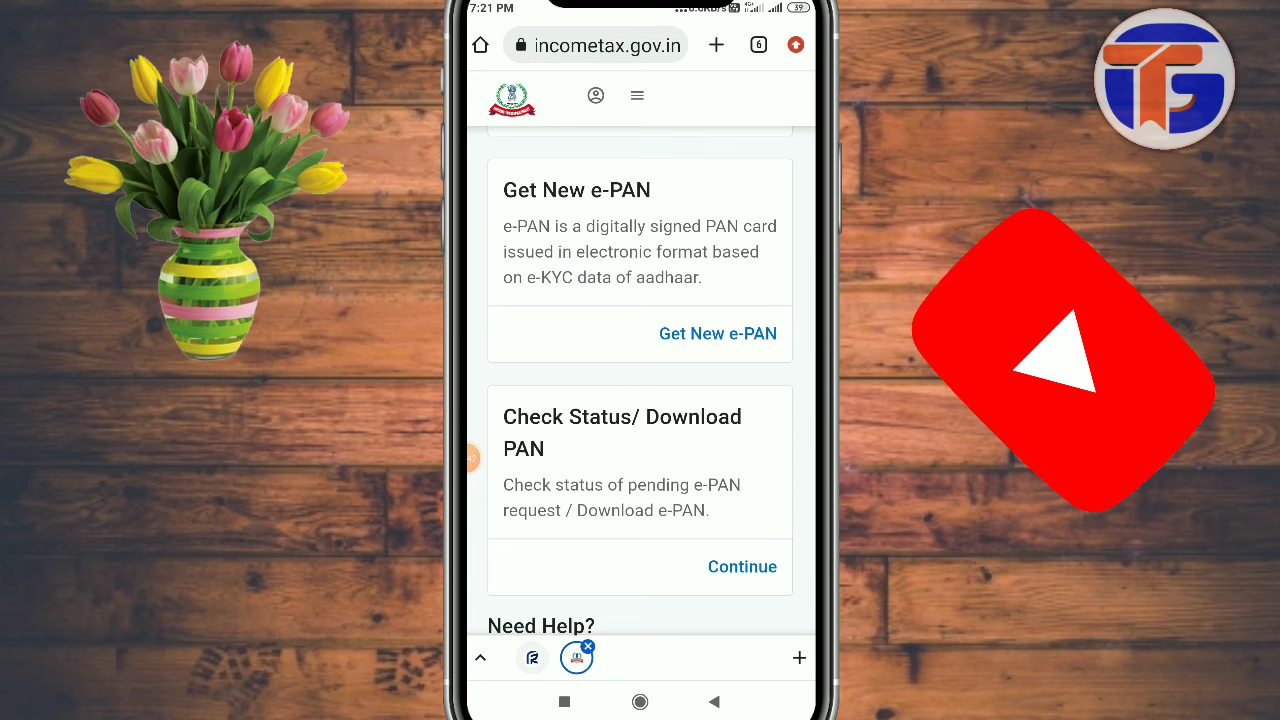 7:21 PM
39
incometax.gov.in
6
Get New e-PAN
e-PAN is a digitally signed PAN card
issued in electronic format based
on e-KYC data of aadhaar.
Get New e-PAN
Check Status/ Download
PAN
Check status of pending e-PAN
request / Download e-PAN.
Continue
Need Help?
TG